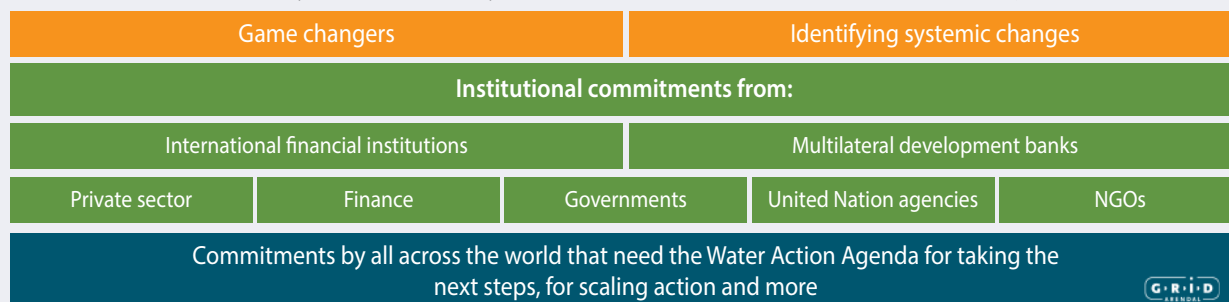 Game changers
Identifying systemic changes
Institutional commitments from:
International financial institutions
Multilateral development banks
Private sector
Finance
Governments
United Nation agencies
NGOs
Commitments by all across the world that need the Water Action Agenda for taking the
next steps, for scaling action and more
G·R·I·D
ARENDAL